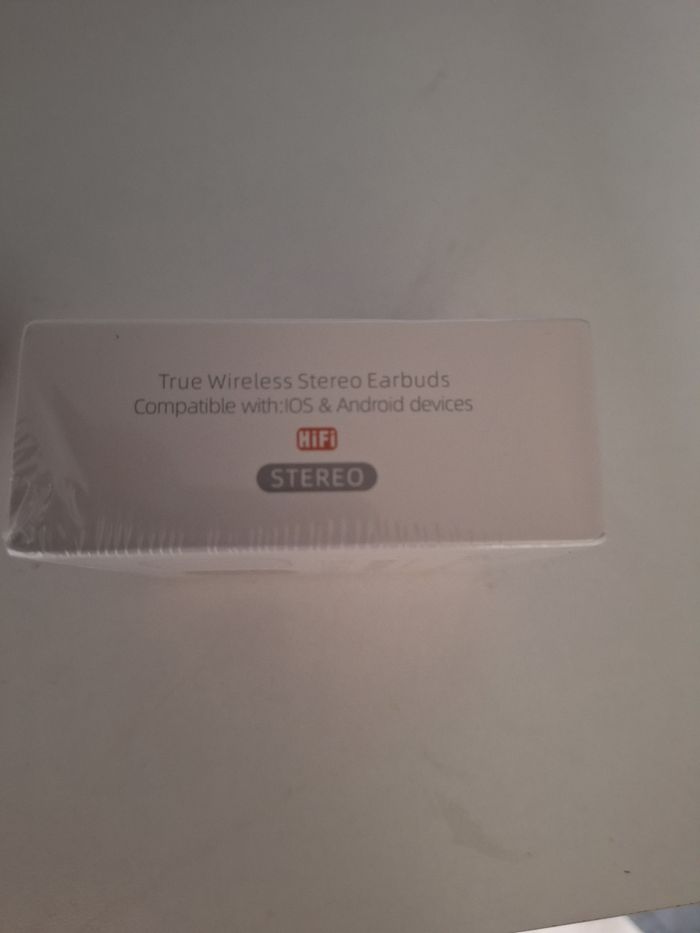 True Wireless Stereo Earbuds
Compatible with:IOS & Android devices
HiFi
STEREO